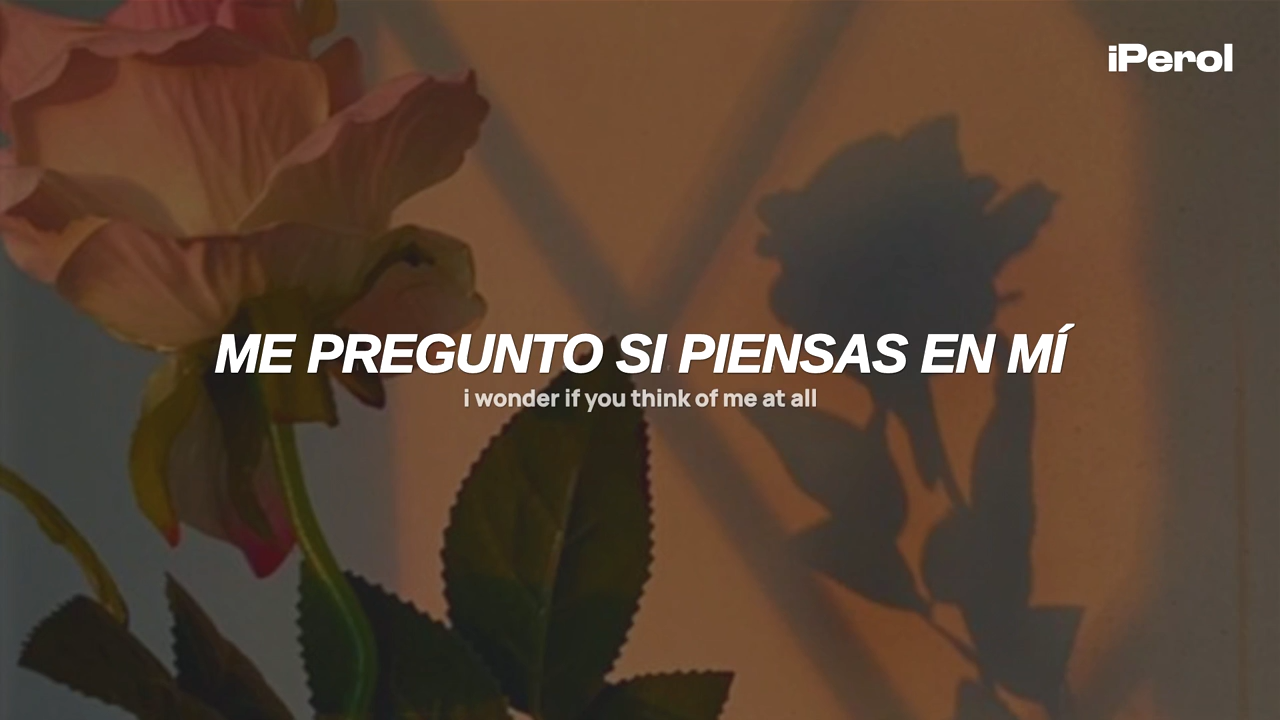 iPerol
ME PREGUNTO SI PIENSAS EN MÍ
i wonder if you think of me at all